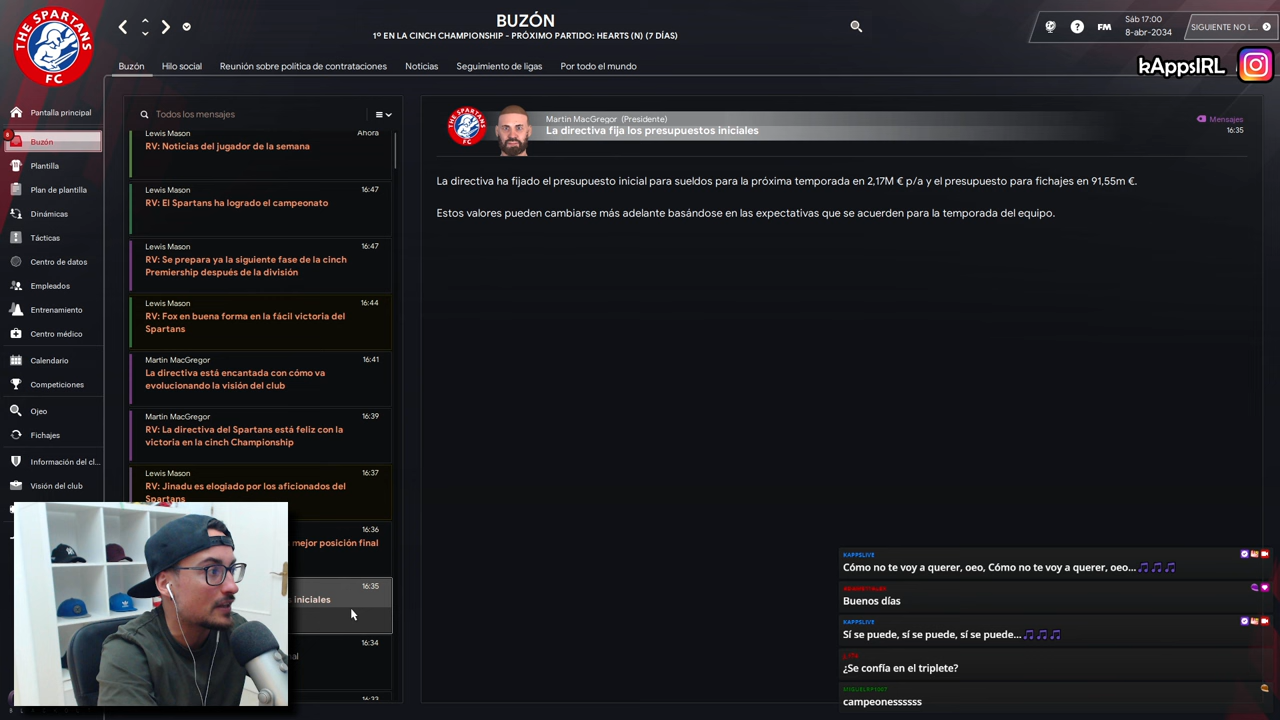 THE SPARTANS FC
BUZÓN
1º EN LA CINCH CHAMPIONSHIP - PRÓXIMO PARTIDO: HEARTS (N) (7 DÍAS)
FM
Sáb 17:00
8-abr-2034
SIGUIENTE NO L...
kAppsIRL
Buzón
Hilo social
Reunión sobre política de contrataciones
Noticias
Seguimiento de ligas
Por todo el mundo
Pantalla principal
8
Buzón
Plantilla
Plan de plantilla
Dinámicas
Tácticas
Centro de datos
Empleados
Entrenamiento
Centro médico
Calendario
Competiciones
Ojeo
Fichajes
Información del cl...
Visión del club
Todos los mensajes
Lewis Mason
Ahora
RV: Noticias del jugador de la semana
Lewis Mason
16:47
RV: El Spartans ha logrado el campeonato
Lewis Mason
16:47
RV: Se prepara ya la siguiente fase de la cinch
Premiership después de la división
Lewis Mason
16:44
RV: Fox en buena forma en la fácil victoria del
Spartans
Martin MacGregor
16:41
La directiva está encantada con cómo va
evolucionando la visión del club
Martin MacGregor
16:39
RV: La directiva del Spartans está feliz con la
victoria en la cinch Championship
Lewis Mason
16:37
RV: Jinadu es elogiado por los aficionados del
Spartans
16:36
mejor posición final
16:35
iniciales
16:34
16:33
Martin MacGregor (Presidente)
La directiva fija los presupuestos iniciales
Mensajes
16:35
La directiva ha fijado el presupuesto inicial para sueldos para la próxima temporada en 2,17M € p/a y el presupuesto para fichajes en 91,55m €.
Estos valores pueden cambiarse más adelante basándose en las expectativas que se acuerden para la temporada del equipo.
KAPPSLIVE
Cómo no te voy a querer, oeo, Cómo no te voy a querer, oeo...
Buenos días
KAPPSLIVE
Sí se puede, sí se puede, sí se puede...
¿Se confía en el triplete?
campeonessssss